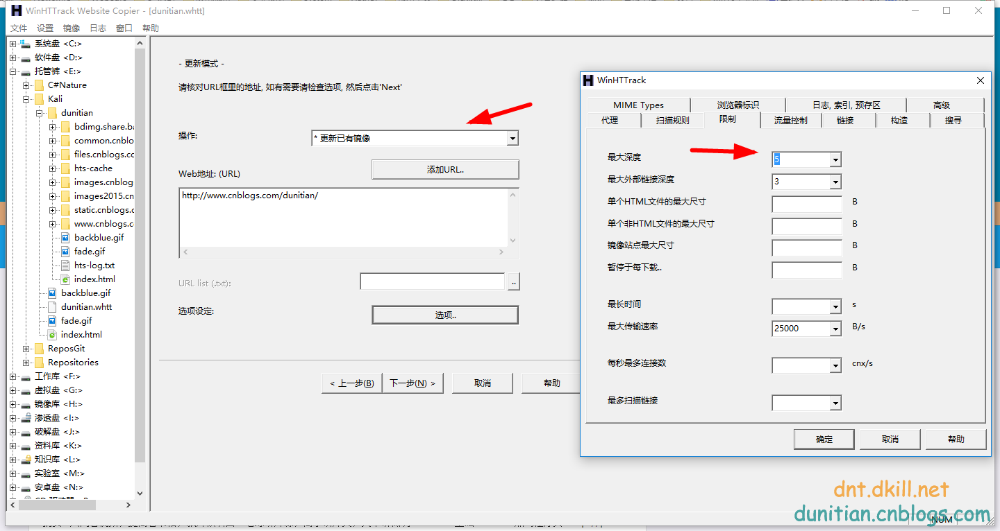 WinHTTrack Website Copier - [dunitian.whtt]
文件 设置 镜像 日志 窗口 帮助
系统盘 <C:>
软件盘 <D:>
托管裤 <E:>
C#Nature
Kali
dunitian
bdimg.share.ba
common.cnblo
files.cnblogs.co
hts-cache
images.cnblog
images2015.cn
static.cnblogs.c
www.cnblogs.c
backblue.gif
fade.gif
hts-log.txt
index.html
backblue.gif
dunitian.whtt
fade.gif
index.html
ReposGit
Repositories
工作库 <F:>
虚拟盘 <G:>
镜像库 <H:>
渗透盘 <I:>
破解盘 <J:>
资料库 <K:>
知识库 <L:>
实验室 <M:>
安卓盘 <N:>
- 更新模式 -
请核对URL框里的地址, 如有需要请检查选项, 然后点击'Next'
操作:
* 更新已有镜像
Web地址: (URL)
添加URL..
http://www.cnblogs.com/dunitian/
URL list (.txt):
..
选项设定:
选项..
< 上一步(B)
下一步(N) >
取消
帮助
WinHTTrack
MIME Types 浏览器标识 日志, 索引, 预存区 高级
代理 扫描规则 限制 流量控制 链接 构造 搜寻
最大深度 5
最大外部链接深度 3
单个HTML文件的最大尺寸 B
单个非HTML文件的最大尺寸 B
镜像站点最大尺寸 B
暂停于每下载.. B
最长时间 s
最大传输速率 25000 B/s
每秒最多连接数 cnx/s
最多扫描链接
确定 取消 帮助
dnt.dkill.net
dunitian.cnblogs.com
NUM